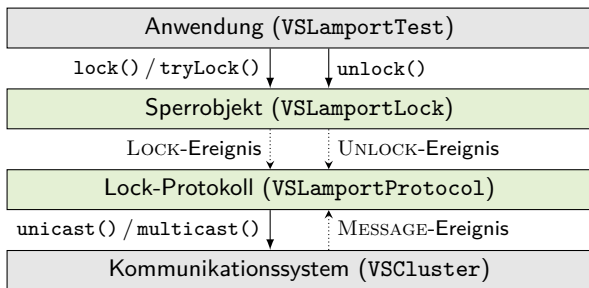 Anwendung (VSLamportTest)
lock() / tryLock() unlock()
Sperrobjekt (VSLamportLock)
LOCK-Ereignis UNLOCK-Ereignis
Lock-Protokoll (VSLamportProtocol)
unicast() / multicast() MESSAGE-Ereignis
Kommunikationssystem (VSCluster)